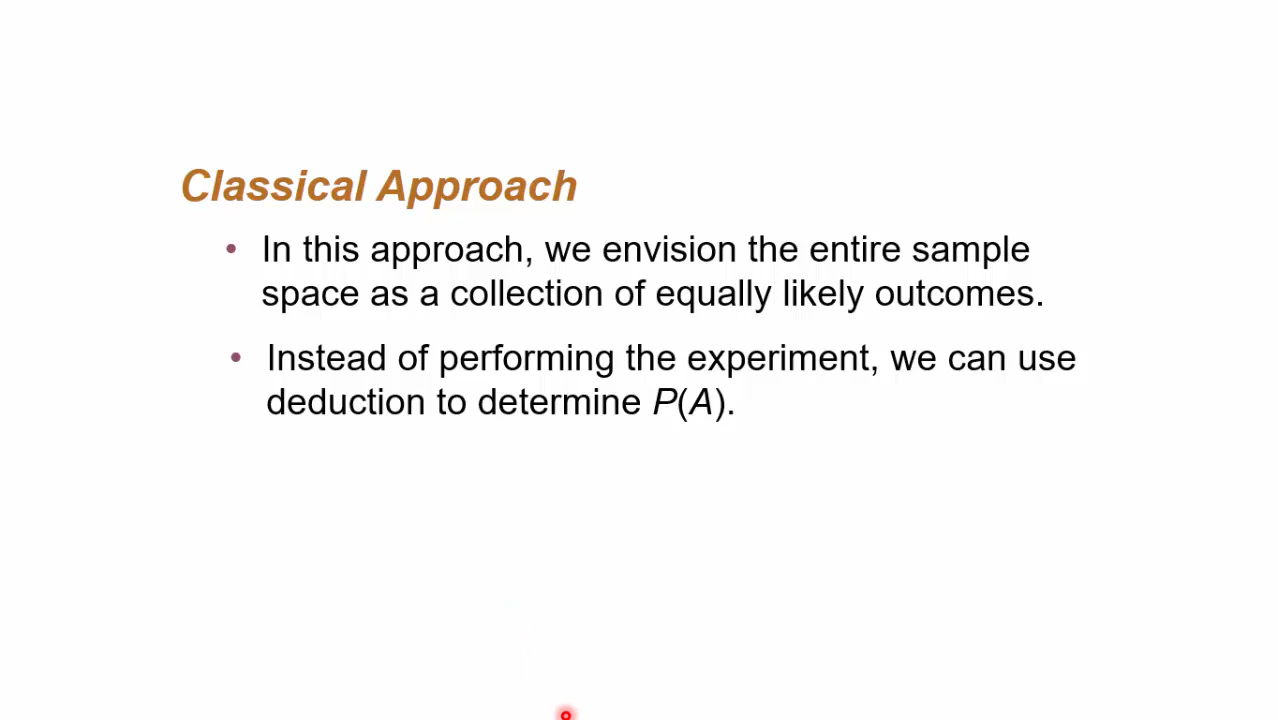 Classical Approach
• In this approach, we envision the entire sample
space as a collection of equally likely outcomes.
• Instead of performing the experiment, we can use
deduction to determine P(A).